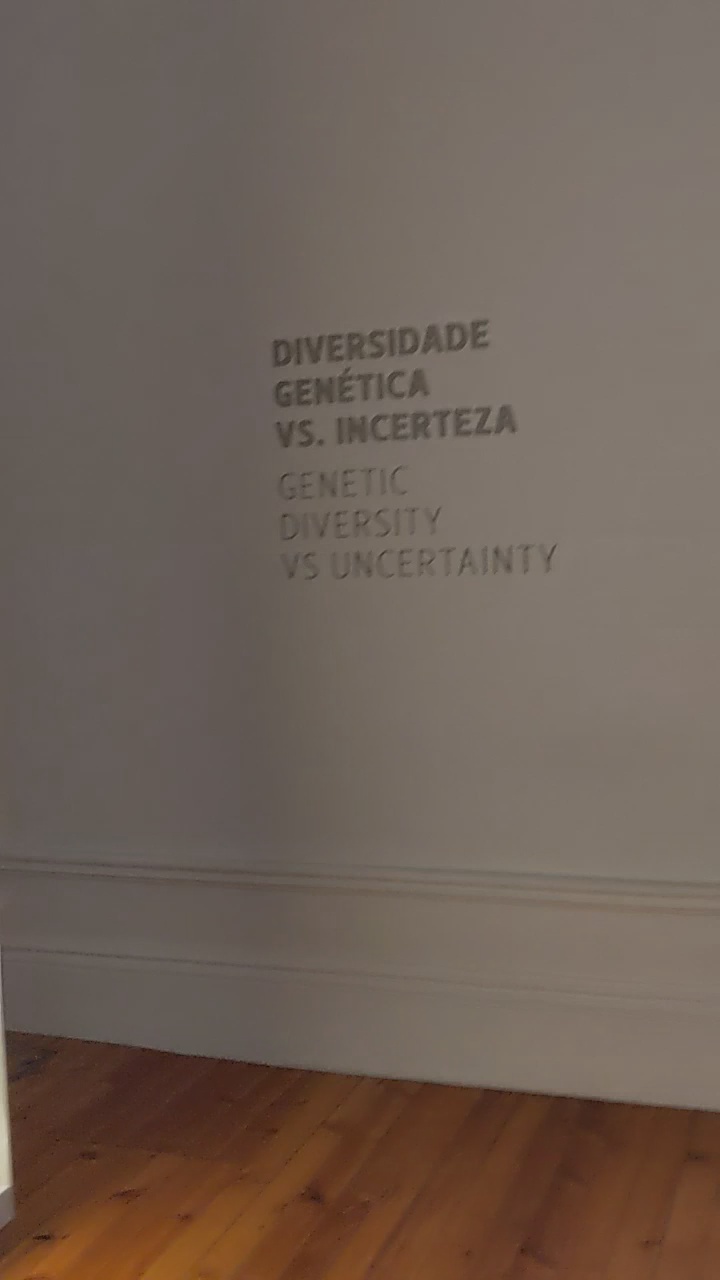 DIVERSIDADE
GENÉTICA
VS. INCERTEZA
GENETIC
DIVERSITY
VS UNCERTAINTY